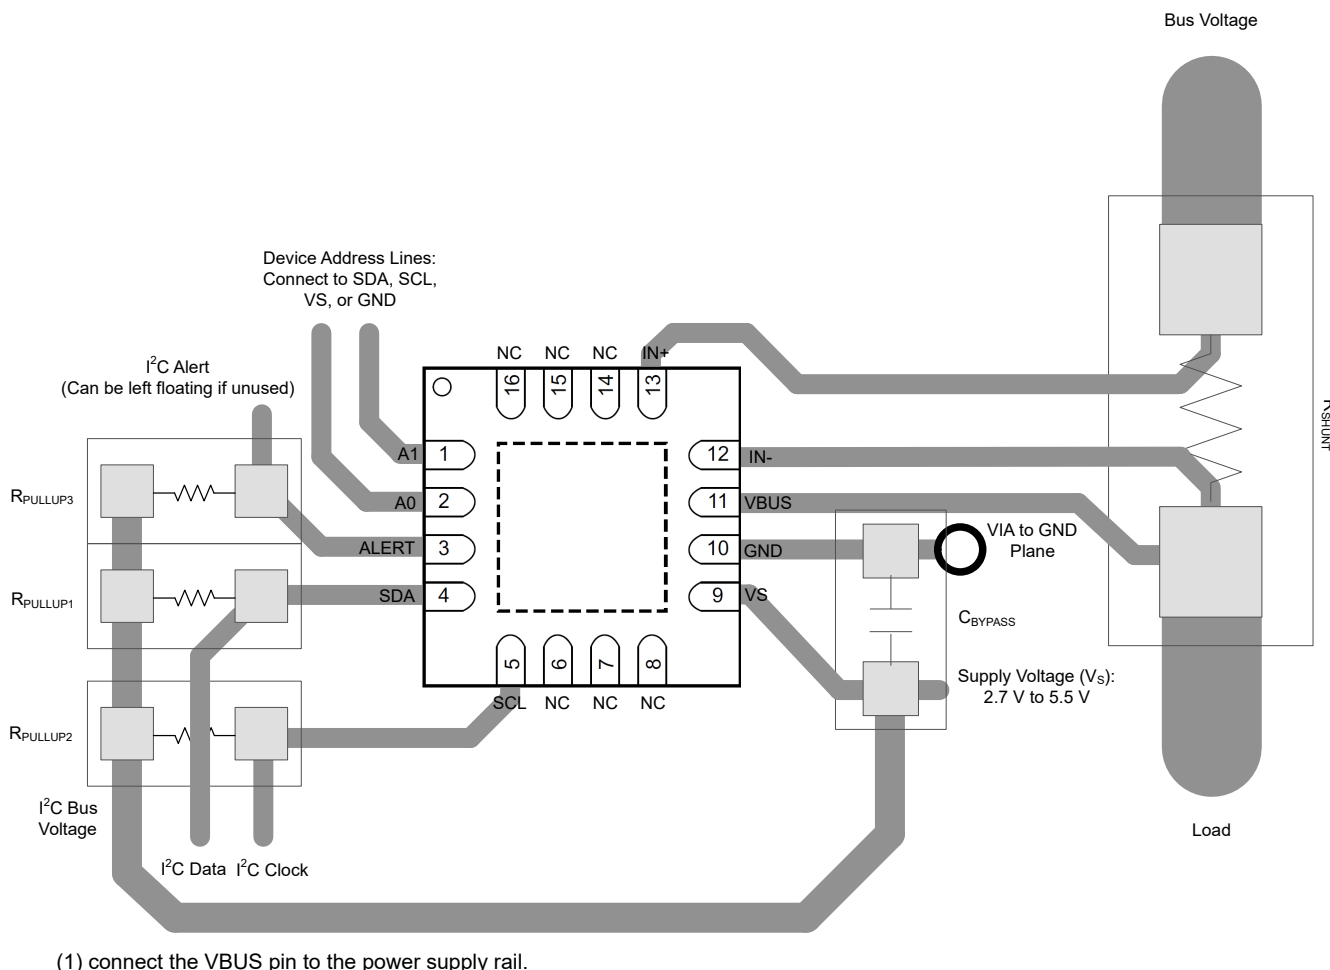 Bus Voltage
Device Address Lines:
Connect to SDA, SCL,
VS, or GND
I²C Alert
(Can be left floating if unused)
NC
NC
NC
IN+
16
15
14
13
A1
1
A0
2
ALERT
3
SDA
4
12
IN-
11
VBUS
10
GND
9
VS
5
6
7
8
SCL
NC
NC
NC
RPULLUP3
RPULLUP1
RPULLUP2
VIA to GND
Plane
CBYPASS
Supply Voltage (VS):
2.7 V to 5.5 V
RSHUNT
I²C Bus
Voltage
I²C Data
I²C Clock
Load
(1) connect the VBUS pin to the power supply rail.